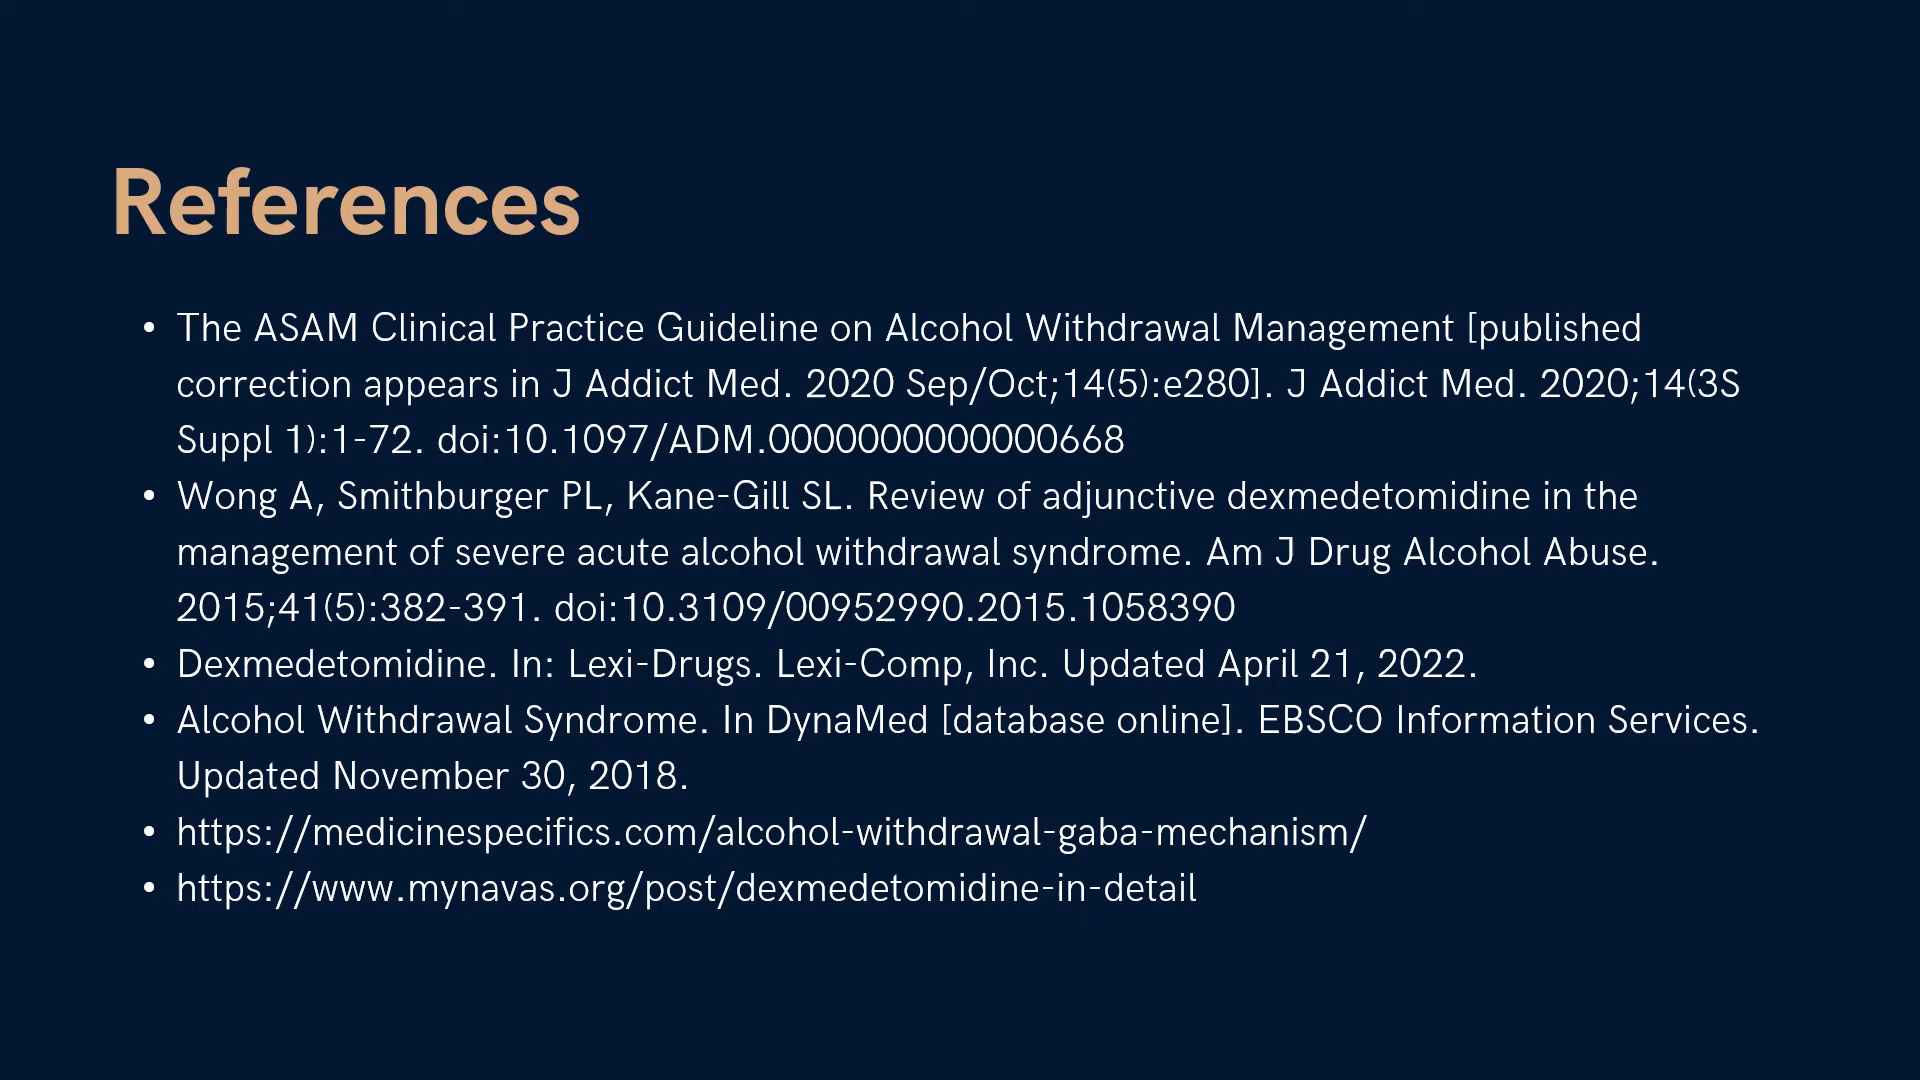 References
• The ASAM Clinical Practice Guideline on Alcohol Withdrawal Management [published
correction appears in J Addict Med. 2020 Sep/Oct;14(5):e280]. J Addict Med. 2020;14(3S
Suppl 1):1-72. doi:10.1097/ADM.0000000000000668
• Wong A, Smithburger PL, Kane-Gill SL. Review of adjunctive dexmedetomidine in the
management of severe acute alcohol withdrawal syndrome. Am J Drug Alcohol Abuse.
2015;41(5):382-391. doi:10.3109/00952990.2015.1058390
• Dexmedetomidine. In: Lexi-Drugs. Lexi-Comp, Inc. Updated April 21, 2022.
• Alcohol Withdrawal Syndrome. In DynaMed [database online]. EBSCO Information Services.
Updated November 30, 2018.
• https://medicinespecifics.com/alcohol-withdrawal-gaba-mechanism/
• https://www.mynavas.org/post/dexmedetomidine-in-detail